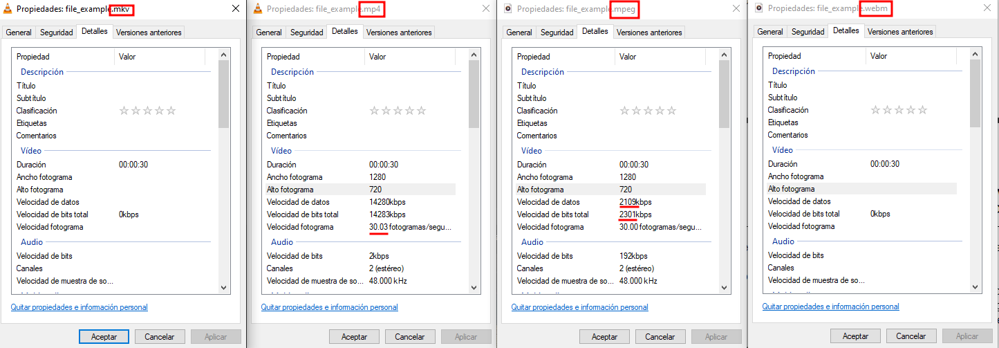 Propiedades: file_example.mkv
General Seguridad Detalles Versiones anteriores
Propiedad Valor
Descripción
Título
Subtítulo
Clasificación
Etiquetas
Comentarios
Vídeo
Duración 00:00:30
Ancho fotograma
Alto fotograma
Velocidad de datos
Velocidad de bits total 0kbps
Velocidad fotograma
Audio
Velocidad de bits
Canales
Velocidad de muestra de so...
Quitar propiedades e información personal
Aceptar Cancelar Aplicar
Propiedades: file_example.mp4
General Seguridad Detalles Versiones anteriores
Propiedad Valor
Descripción
Título
Subtítulo
Clasificación
Etiquetas
Comentarios
Vídeo
Duración 00:00:30
Ancho fotograma 1280
Alto fotograma 720
Velocidad de datos 14280kbps
Velocidad de bits total 14283kbps
Velocidad fotograma 30.03 fotogramas/segu...
Audio
Velocidad de bits 2kbps
Canales 2 (estéreo)
Velocidad de muestra de so... 48.000 kHz
Quitar propiedades e información personal
Aceptar Cancelar Aplicar
Propiedades: file_example.mpeg
General Seguridad Detalles Versiones anteriores
Propiedad Valor
Descripción
Título
Subtítulo
Clasificación
Etiquetas
Comentarios
Vídeo
Duración 00:00:30
Ancho fotograma 1280
Alto fotograma 720
Velocidad de datos 2109kbps
Velocidad de bits total 2301kbps
Velocidad fotograma 30.00 fotogramas/segu...
Audio
Velocidad de bits 192kbps
Canales 2 (estéreo)
Velocidad de muestra de so... 48.000 kHz
Quitar propiedades e información personal
Aceptar Cancelar Aplicar
Propiedades: file_example.webm
General Seguridad Detalles Versiones anteriores
Propiedad Valor
Descripción
Título
Subtítulo
Clasificación
Etiquetas
Comentarios
Vídeo
Duración 00:00:30
Ancho fotograma
Alto fotograma
Velocidad de datos
Velocidad de bits total 0kbps
Velocidad fotograma
Audio
Velocidad de bits
Canales
Velocidad de muestra de so...
Quitar propiedades e información personal
Aceptar Cancelar Aplicar